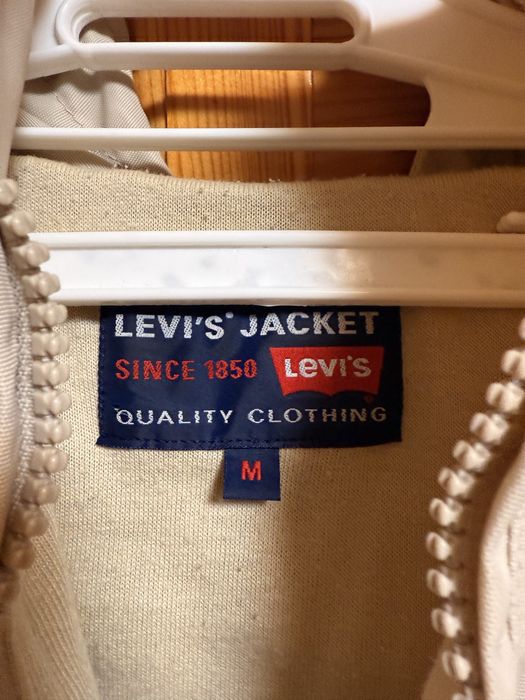 LEVI'S® JACKET
SINCE 1850 Levi's
QUALITY CLOTHING
M